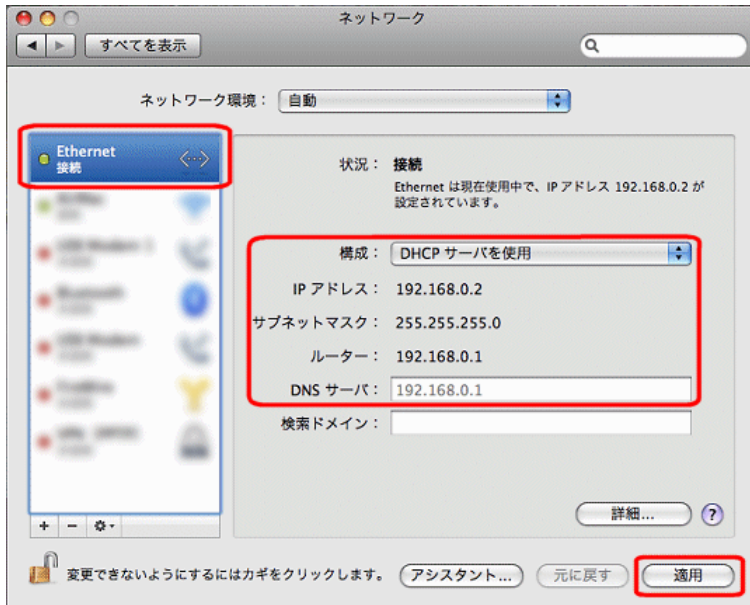 ネットワーク
すべてを表示
ネットワーク環境： 自動
Ethernet
接続
状況： 接続
Ethernet は現在使用中で、IP アドレス 192.168.0.2 が
設定されています。
構成： DHCP サーバを使用
IP アドレス： 192.168.0.2
サブネットマスク： 255.255.255.0
ルーター： 192.168.0.1
DNS サーバ： 192.168.0.1
検索ドメイン：
詳細... ?
変更できないようにするにはカギをクリックします。 アシスタント... 元に戻す 適用